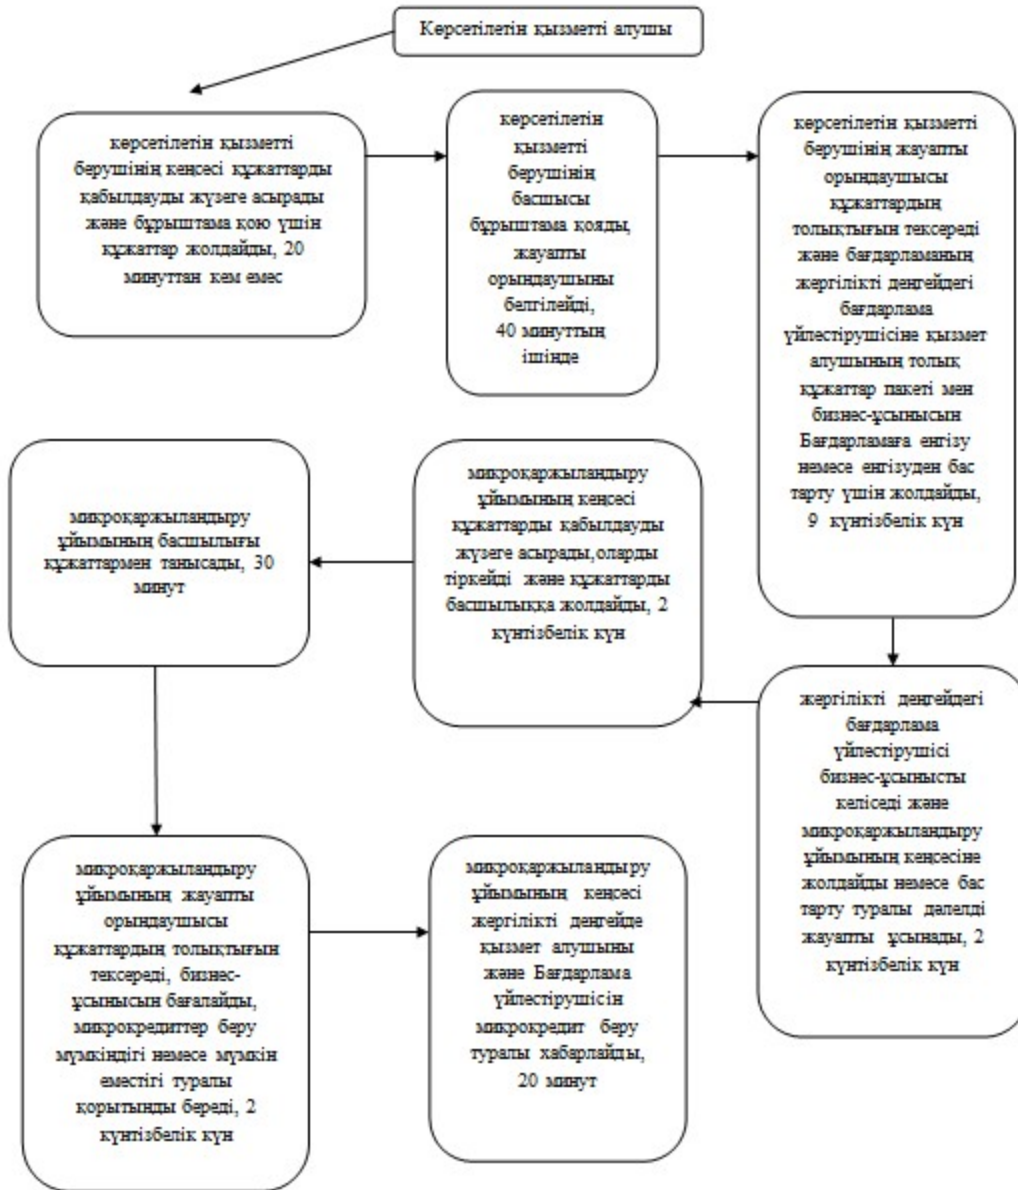 Көрсетілетін қызметті алушы
көрсетілетін қызметті
берушінің кеңсесі құжаттарды
қабылдауды жүзеге асырады
және бұрыштама қою үшін
құжаттар жолдайды, 20
минуттан кем емес
көрсетілетін
қызметті
берушінің
басшысы
бұрыштама қояды,
жауапты
орындаушыны
белгілейді,
40 минуттың
ішінде
көрсетілетін қызметті
берушінің жауапты
орындаушысы
құжаттардың
толықтығын тексереді
және бағдарламаның
жергілікті деңгейдегі
бағдарлама
үйлестірушісіне қызмет
алушының толық
құжаттар пакеті мен
бизнес-ұсынысын
Бағдарламаға енгізу
немесе енгізуден бас
тарту үшін жолдайды,
9 күнтізбелік күн
жергілікті деңгейдегі
бағдарлама
үйлестірушісі
бизнес-ұсынысты
келіседі және
микроқаржыландыру
ұйымының кеңсесіне
жолдайды немесе бас
тарту туралы дәлелді
жауапты ұсынады, 2
күнтізбелік күн
микроқаржыландыру
ұйымының кеңсесі
құжаттарды қабылдауды
жүзеге асырады,оларды
тіркейді және құжаттарды
басшылыққа жолдайды, 2
күнтізбелік күн
микроқаржыландыру
ұйымының басшылығы
құжаттармен танысады, 30
минут
микроқаржыландыру
ұйымының жауапты
орындаушысы
құжаттардың толықтығын
тексереді, бизнес-
ұсынысын бағалайды,
микрокредиттер беру
мүмкіндігі немесе мүмкін
еместігі туралы
қорытынды береді, 2
күнтізбелік күн
микроқаржыландыру
ұйымының кеңсесі
жергілікті деңгейде
қызмет алушыны
және Бағдарлама
үйлестірушісін
микрокредит беру
туралы хабарлайды,
20 минут